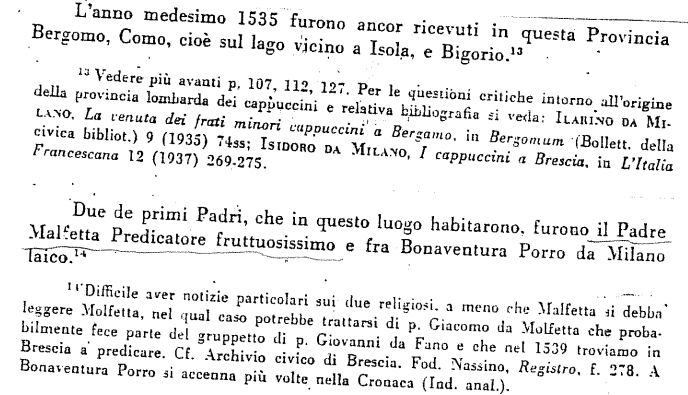 L'anno medesimo 1535 furono ancor ricevuti in questa Provincia
Bergomo, Como, cioè sul lago vicino a Isola, e Bigorio.¹³
¹³ Vedere più avanti p. 107, 112, 127. Per le questioni critiche intorno all'origine
della provincia lombarda dei cappuccini e relativa bibliografia si veda: ILARINO DA MI-
LANO, La venuta dei frati minori cappuccini a Bergamo, in Bergomum (Bollett. della
civica bibliot.) 9 (1935) 74ss; ISIDORO DA MILANO, I cappuccini a Brescia, in L'Italia
Francescana 12 (1937) 269-275.
Due de primi Padri, che in questo luogo habitarono, furono il Padre
Malfetta Predicatore fruttuosissimo e fra Bonaventura Porro da Milano
laico.¹⁴
¹⁴ Difficile aver notizie particolari sui due religiosi, a meno che Malfetta si debba
leggere Molfetta, nel qual caso potrebbe trattarsi di p. Giacomo da Molfetta che proba-
bilmente fece parte del gruppetto di p. Giovanni da Fano e che nel 1539 troviamo in
Brescia a predicare. Cf. Archivio civico di Brescia. Fod. Nassino, Registro, f. 278. A
Bonaventura Porro si accenna più volte nella Cronaca (Ind. anal.).